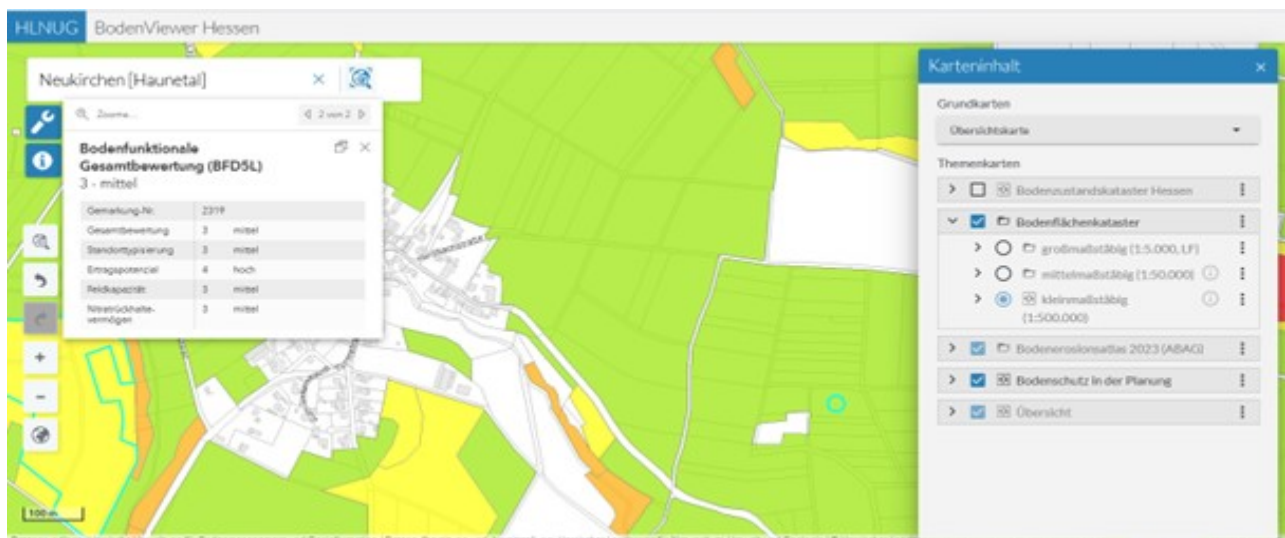 HLNUG BodenViewer Hessen
Neukirchen [Haunetal]
Zoome...
2 von 2
Bodenfunktionale
Gesamtbewertung (BFD5L)
3 - mittel
Gemarkung-Nr. 2319
Gesamtbewertung 3 mittel
Standorttypisierung 3 mittel
Ertragspotenzial 4 hoch
Feldkapazität 3 mittel
Nitratrückhalte-
vermögen 3 mittel
100 m
Karteninhalt
Grundkarten
Übersichtskarte
Themenkarten
Bodenzustandskataster Hessen
Bodenflächenkataster
großmaßstäbig (1:5.000, LF)
mittelmaßstäbig (1:50.000)
kleinmaßstäbig
(1:500.000)
Bodenerosionsatlas 2023 (ABAG)
Bodenschutz in der Planung
Übersicht